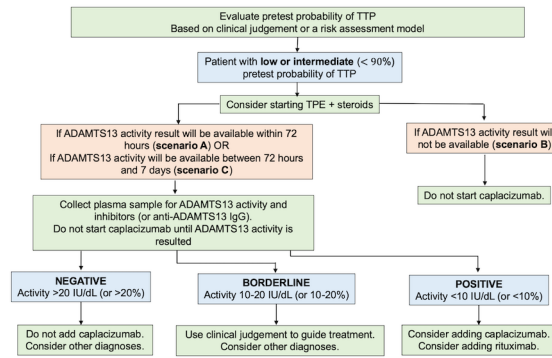 Evaluate pretest probability of TTP
Based on clinical judgement or a risk assessment model
Patient with low or intermediate (< 90%)
pretest probability of TTP
Consider starting TPE + steroids
If ADAMTS13 activity result will be available within 72
hours (scenario A) OR
If ADAMTS13 activity will be available between 72 hours
and 7 days (scenario C)
If ADAMTS13 activity result wil
not be available (scenario B)
Do not start caplacizumab.
Collect plasma sample for ADAMTS13 activity and
inhibitors (or anti-ADAMTS13 IgG).
Do not start caplacizumab until ADAMTS13 activity is
resulted
NEGATIVE
Activity >20 IU/dL (or >20%)
BORDERLINE
Activity 10-20 IU/dL (or 10-20%)
POSITIVE
Activity <10 IU/dL (or <10%)
Do not add caplacizumab.
Consider other diagnoses.
Use clinical judgement to guide treatment.
Consider other diagnoses.
Consider adding caplacizumab.
Consider adding rituximab.